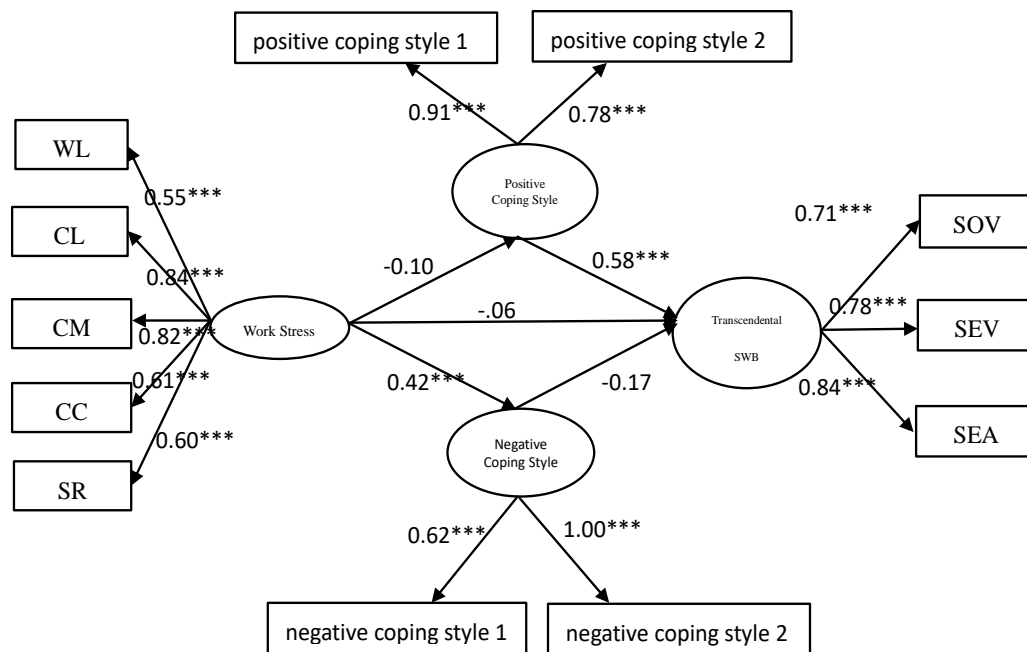 positive coping style 1
positive coping style 2
0.91***
0.78***
WL
Positive
Coping Style
0.55***
0.71***
SOV
CL
-0.10
0.58***
0.84***
Transcendental
SWB
0.78***
SEV
CM
Work Stress
-.06
0.82***
0.61***
0.42***
-0.17
0.84***
CC
SEA
0.60***
Negative
Coping Style
SR
0.62***
1.00***
negative coping style 1
negative coping style 2